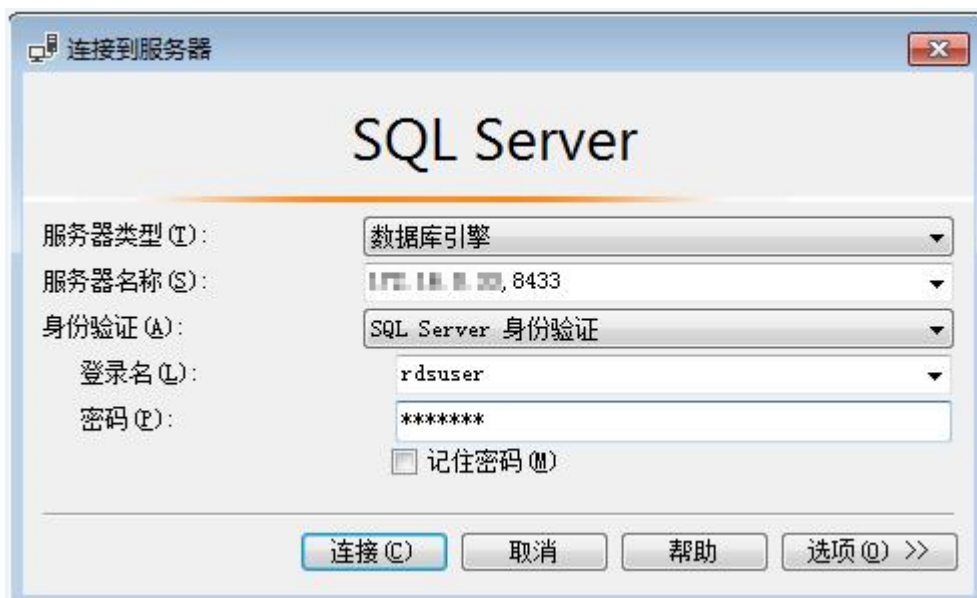 连接到服务器
SQL Server
服务器类型(T):
数据库引擎
服务器名称(S):
,8433
身份验证(A):
SQL Server 身份验证
登录名(L):
rdsuser
密码(P):
*******
记住密码(M)
连接(C)
取消
帮助
选项(O) >>